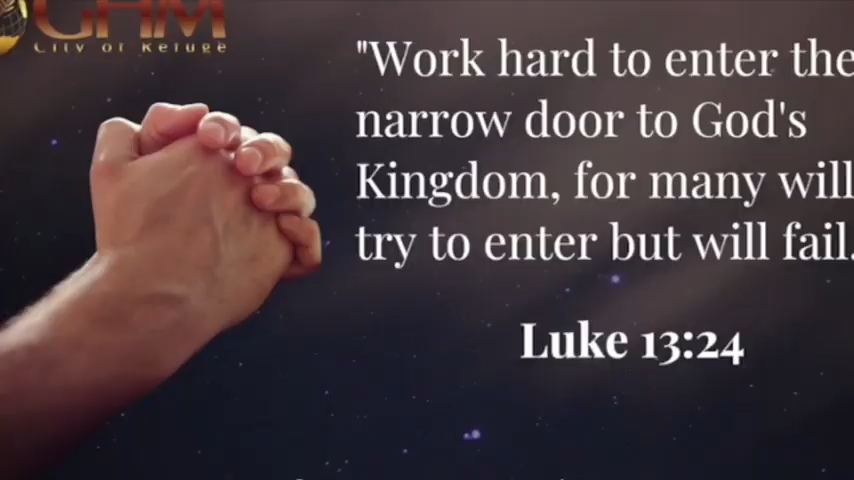 GHM
City of Refuge
"Work hard to enter the
narrow door to God's
Kingdom, for many will
try to enter but will fail.
Luke 13:24